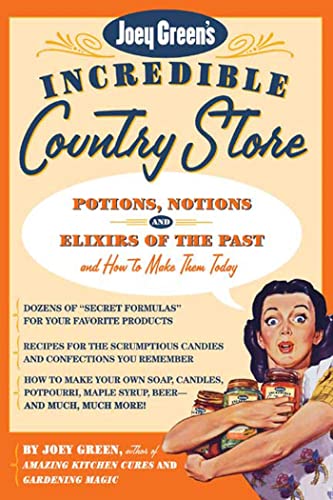 Joey Green's
INCREDIBLE
Country Store
POTIONS, NOTIONS
AND
ELIXIRS OF THE PAST
and How To Make Them Today
DOZENS OF "SECRET FORMULAS"
FOR YOUR FAVORITE PRODUCTS
RECIPES FOR THE SCRUMPTIOUS CANDIES
AND CONFECTIONS YOU REMEMBER
HOW TO MAKE YOUR OWN SOAP, CANDLES,
POTPOURRI, MAPLE SYRUP, BEER—
AND MUCH, MUCH MORE!
BY JOEY GREEN, author of
AMAZING KITCHEN CURES AND
GARDENING MAGIC